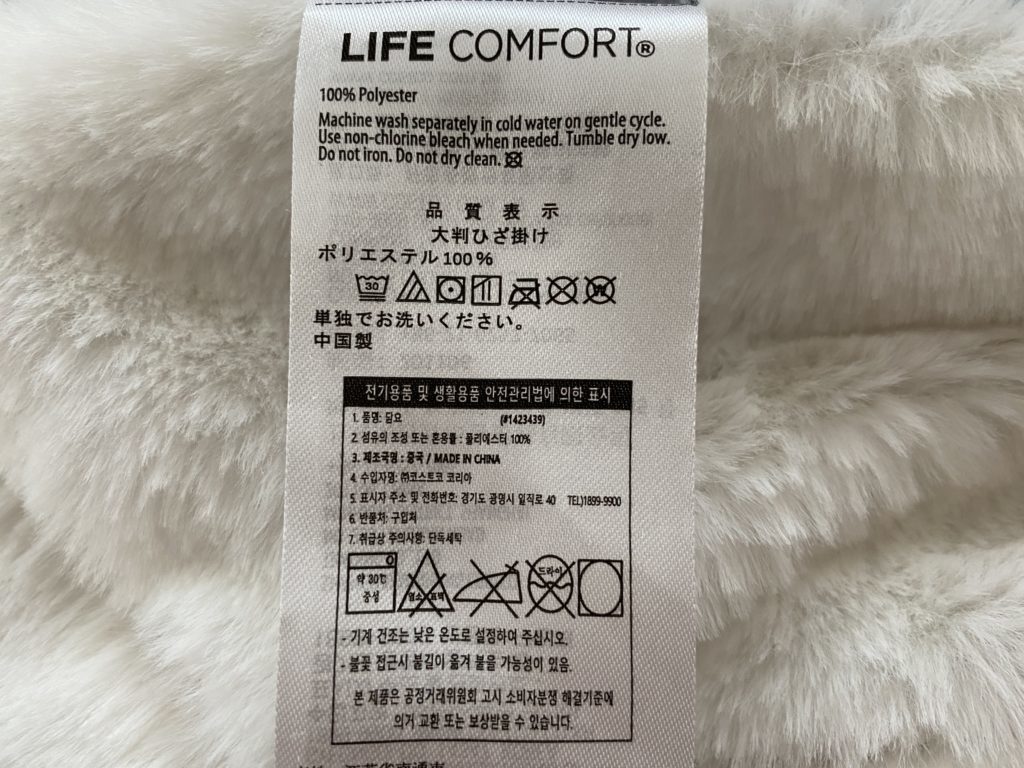 LIFE COMFORT®
100% Polyester
Machine wash separately in cold water on gentle cycle.
Use non-chlorine bleach when needed. Tumble dry low.
Do not iron. Do not dry clean.
品 質 表 示
大判ひざ掛け
ポリエステル100%
30
W
単独でお洗いください。
中国製
전기용품 및 생활용품 안전관리법에 의한 표시
1. 품명: 담요 (#1423439)
2. 섬유의 조성 또는 혼용률 : 폴리에스터 100%
3. 제조국명 : 중국 / MADE IN CHINA
4. 수입자명: ㈜코스트코 코리아
5. 표시자 주소 및 전화번호: 경기도 광명시 일직로 40 TEL)1899-9900
6. 반품처: 구입처
7. 취급상 주의사항: 단독세탁
약 30℃ 염소 표백 드라이
중성
- 기계 건조는 낮은 온도로 설정하여 주십시오.
- 불꽃 접근시 불길이 옮겨 붙을 가능성이 있음.
본 제품은 공정거래위원회 고시 소비자분쟁 해결기준에
의거 교환 또는 보상받을 수 있습니다.